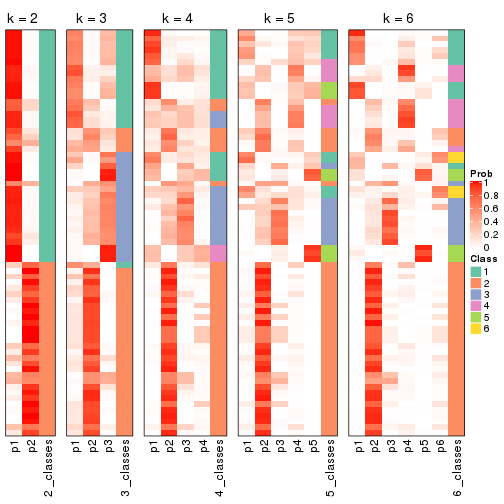 k = 2
k = 3
k = 4
k = 5
k = 6
p1
p2
2_classes
p1
p2
p3
3_classes
p1
p2
p3
p4
4_classes
p1
p2
p3
p4
p5
5_classes
p1
p2
p3
p4
p5
p6
6_classes
Prob
1
0.8
0.6
0.4
0.2
0
Class
1
2
3
4
5
6